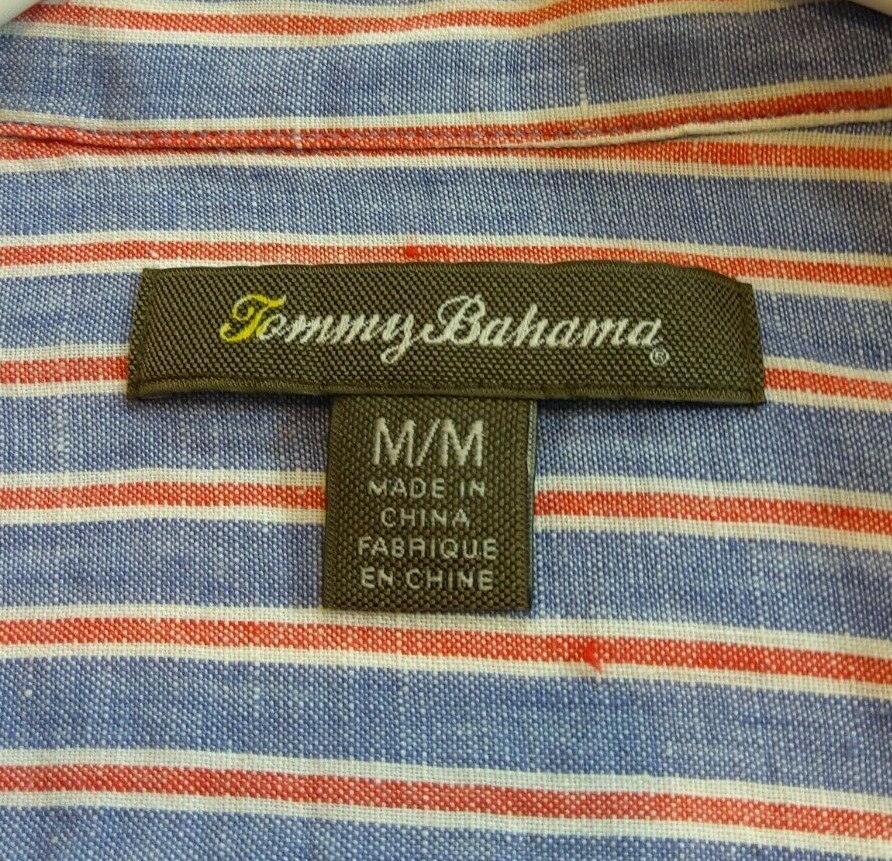 Tommy Bahama®
M/M
MADE IN
CHINA
FABRIQUE
EN CHINE